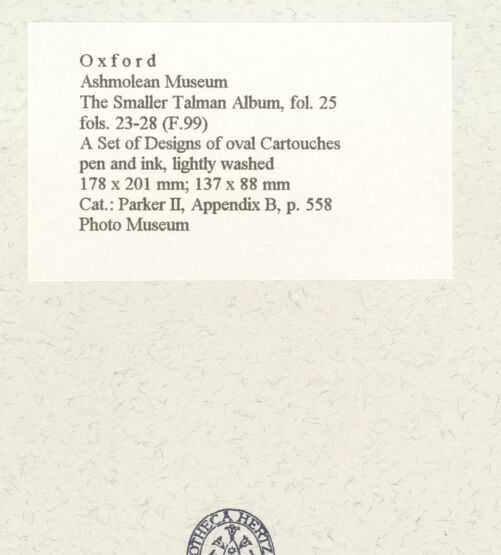 Oxford
Ashmolean Museum
The Smaller Talman Album, fol. 25
fols. 23-28 (F.99)
A Set of Designs of oval Cartouches
pen and ink, lightly washed
178 x 201 mm; 137 x 88 mm
Cat.: Parker II, Appendix B, p. 558
Photo Museum